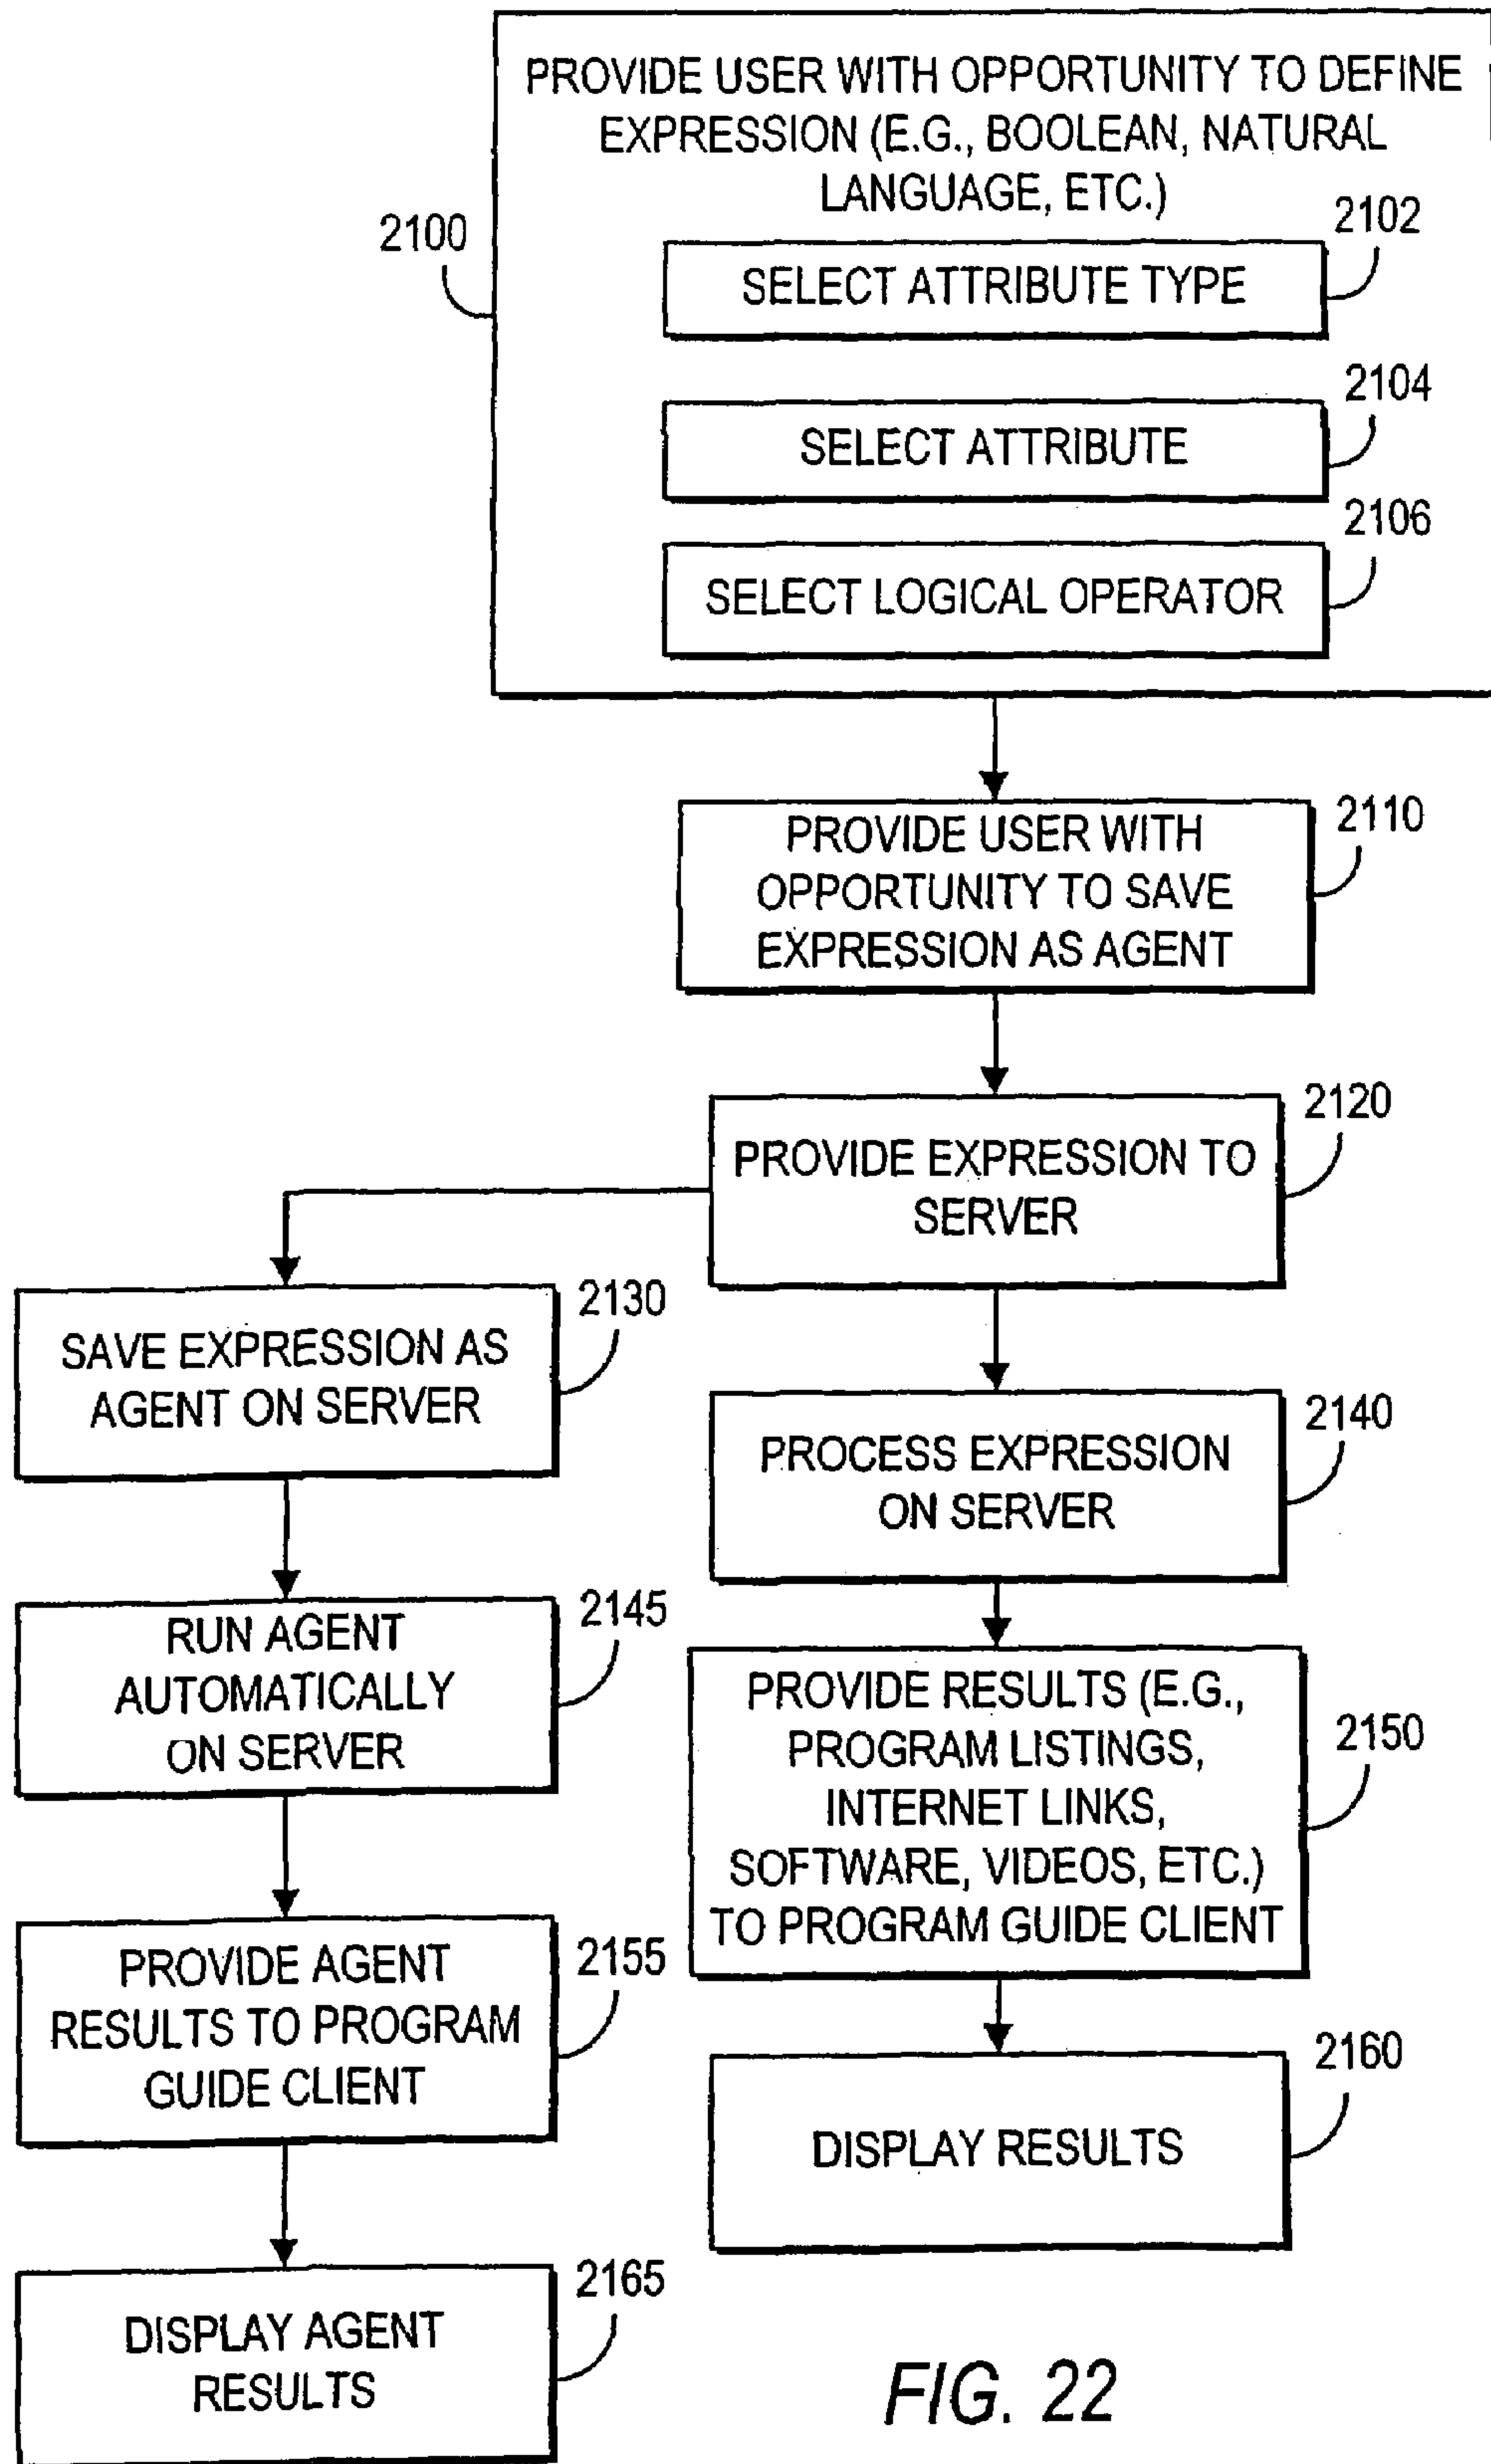 PROVIDE USER WITH OPPORTUNITY TO DEFINE
EXPRESSION (E.G., BOOLEAN, NATURAL
LANGUAGE, ETC.)
2100
2102
SELECT ATTRIBUTE TYPE
2104
SELECT ATTRIBUTE
2106
SELECT LOGICAL OPERATOR
2110
PROVIDE USER WITH
OPPORTUNITY TO SAVE
EXPRESSION AS AGENT
2120
PROVIDE EXPRESSION TO
SERVER
2130
SAVE EXPRESSION AS
AGENT ON SERVER
2140
PROCESS EXPRESSION
ON SERVER
2145
RUN AGENT
AUTOMATICALLY
ON SERVER
2150
PROVIDE RESULTS (E.G.,
PROGRAM LISTINGS,
INTERNET LINKS,
SOFTWARE, VIDEOS, ETC.)
TO PROGRAM GUIDE CLIENT
2155
PROVIDE AGENT
RESULTS TO PROGRAM
GUIDE CLIENT
2160
DISPLAY RESULTS
2165
DISPLAY AGENT
RESULTS
FIG. 22